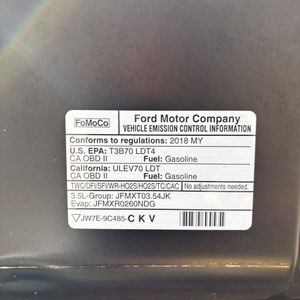 FoMoCo
Ford Motor Company
VEHICLE EMISSION CONTROL INFORMATION
Conforms to regulations: 2018 MY
U.S. EPA: T3B70 LDT4
CA OBD II Fuel: Gasoline
California: ULEV70 LDT
CA OBD II Fuel: Gasoline
TWC/DFI/SFI/WR-HO2S/HO2S/TC/CAC No adjustments needed.
3.5L-Group: JFMXT03.54JK
Evap: JFMXR0260NDG
JW7E-9C485-CKV